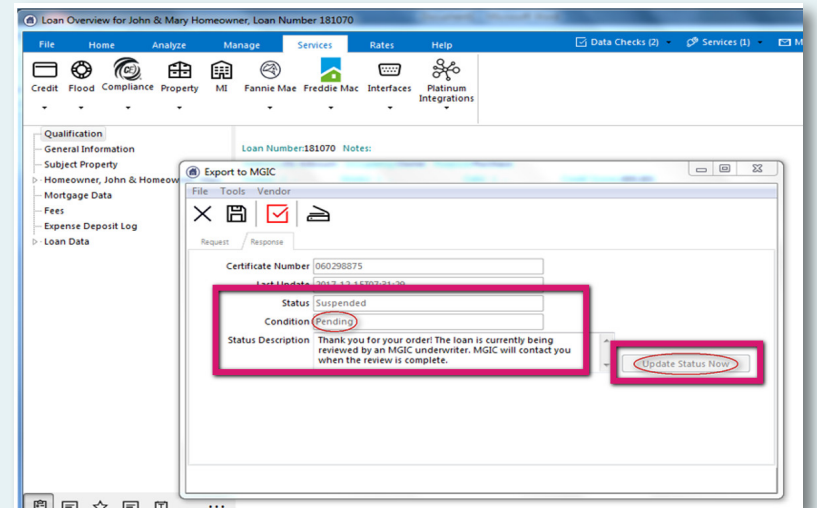 Loan Overview for John & Mary Homeowner, Loan Number 181070
File Home Analyze Manage Services Rates Help Data Checks (2) Services (1) M
Credit Flood Compliance Property MI Fannie Mae Freddie Mac Interfaces Platinum
Integrations
Qualification
General Information
Subject Property
Homeowner, John & Homeow
Mortgage Data
Fees
Expense Deposit Log
Loan Data
Loan Number:181070 Notes:
Export to MGIC
File Tools Vendor
Request Response
Certificate Number 060298875
Last Update 2017-12-15T07:31:29
Status Suspended
Condition Pending
Status Description Thank you for your order! The loan is currently being
reviewed by an MGIC underwriter. MGIC will contact you
when the review is complete.
Update Status Now